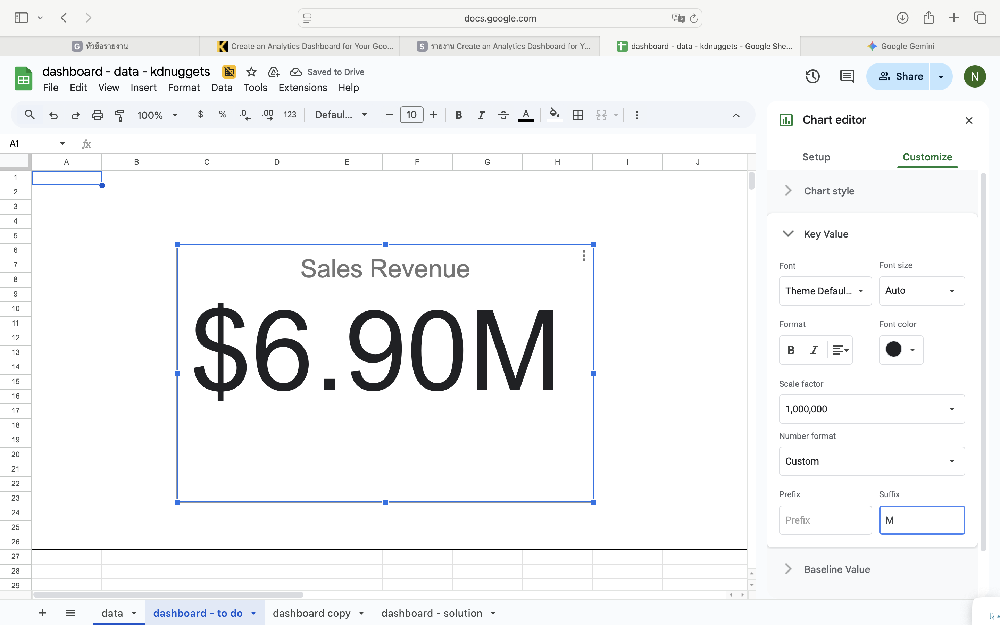 docs.google.com
หัวข้อรายงาน
Create an Analytics Dashboard for Your Goo...
รายงาน Create an Analytics Dashboard for Y...
dashboard - data - kdnuggets - Google She...
Google Gemini
dashboard - data - kdnuggets
Saved to Drive
File Edit View Insert Format Data Tools Extensions Help
Share
N
100% $ % .0 .00 123 Defaul... 10 B I A
Chart editor
A1
fx
Setup Customize
A B C D E F G H I J
1
2
3
4
5
6
7
8
9
10
11
12
13
14
15
16
17
18
19
20
21
22
23
24
25
26
27
28
29
Sales Revenue
$6.90M
Chart style
Key Value
Font Font size
Theme Defaul... Auto
Format Font color
B I
Scale factor
1,000,000
Number format
Custom
Prefix Suffix
Prefix M
Baseline Value
data dashboard - to do dashboard copy dashboard - solution